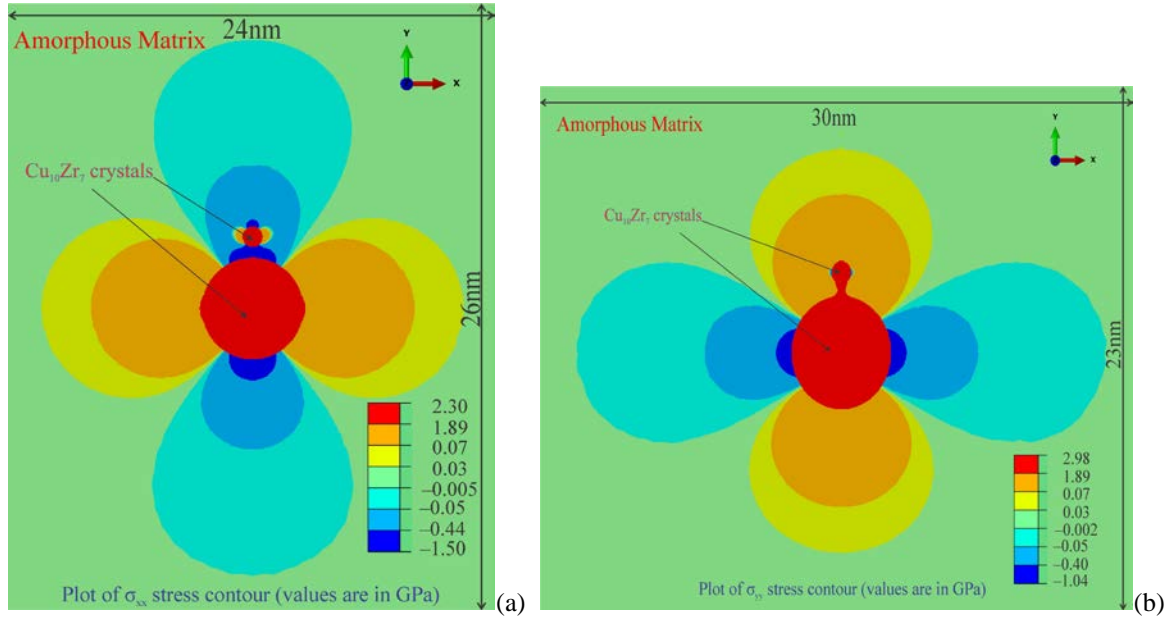 24nm
Amorphous Matrix
Y
X
Cu₁₀Zr₇ crystals
26nm
2.30
1.89
0.07
0.03
−0.005
−0.05
−0.44
−1.50
Plot of σₓₓ stress contour (values are in GPa)
(a)
30nm
Amorphous Matrix
Y
X
Cu₁₀Zr₇ crystals
23nm
2.98
1.89
0.07
0.03
−0.002
−0.05
−0.40
−1.04
Plot of σyy stress contour (values are in GPa)
(b)